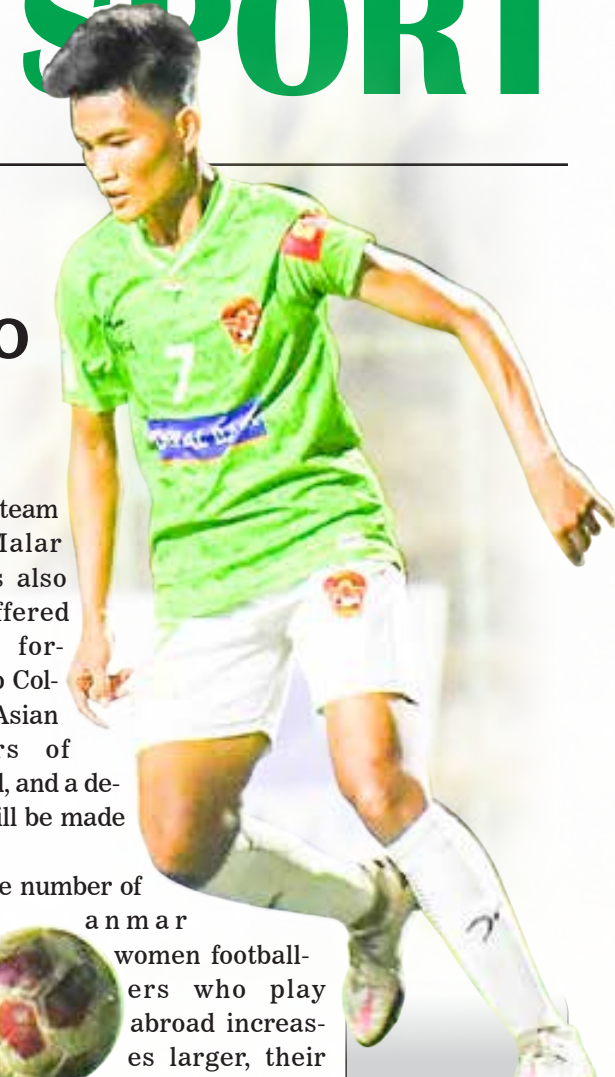 SPORT
o
team
Malar
s also
ffered
for-
o Col-
Asian
rs of
l, and a de-
ill be made
e number of
anmar
women football-
ers who play
abroad increas-
es larger, their
7